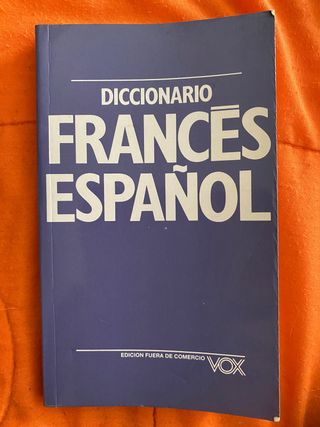 DICCIONARIO
FRANCÉS
ESPAÑOL
EDICION FUERA DE COMERCIO VOX